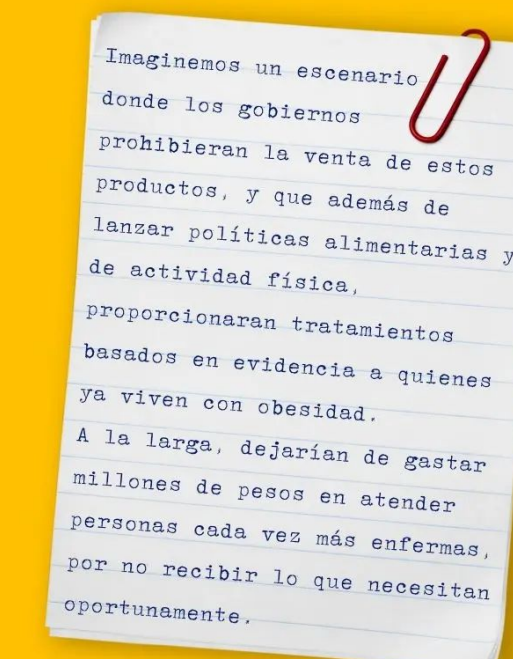 Imaginemos un escenario
donde los gobiernos
prohibieran la venta de estos
productos, y que además de
lanzar políticas alimentarias y
de actividad física,
proporcionaran tratamientos
basados en evidencia a quienes
ya viven con obesidad.
A la larga, dejarían de gastar
millones de pesos en atender
personas cada vez más enfermas,
por no recibir lo que necesitan
oportunamente.